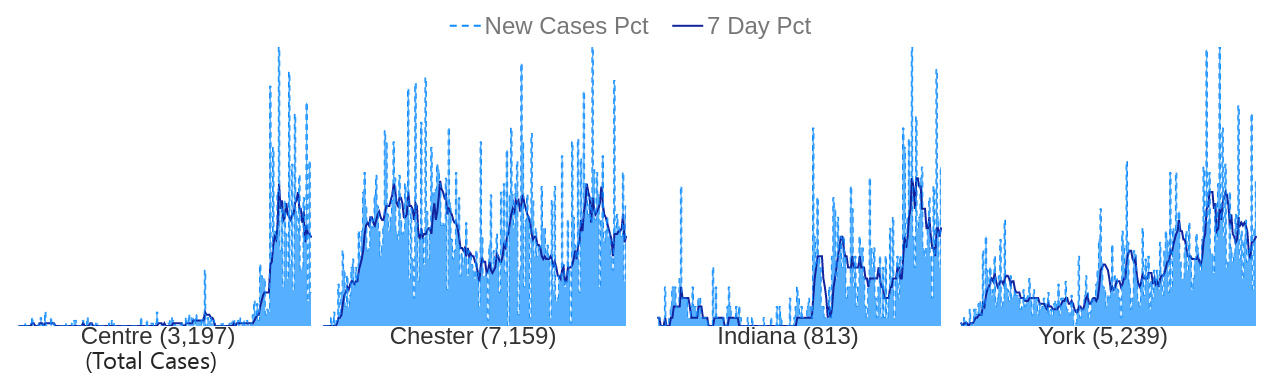 New Cases Pct 7 Day Pct
Centre (3,197) Chester (7,159) Indiana (813) York (5,239)
(Total Cases)